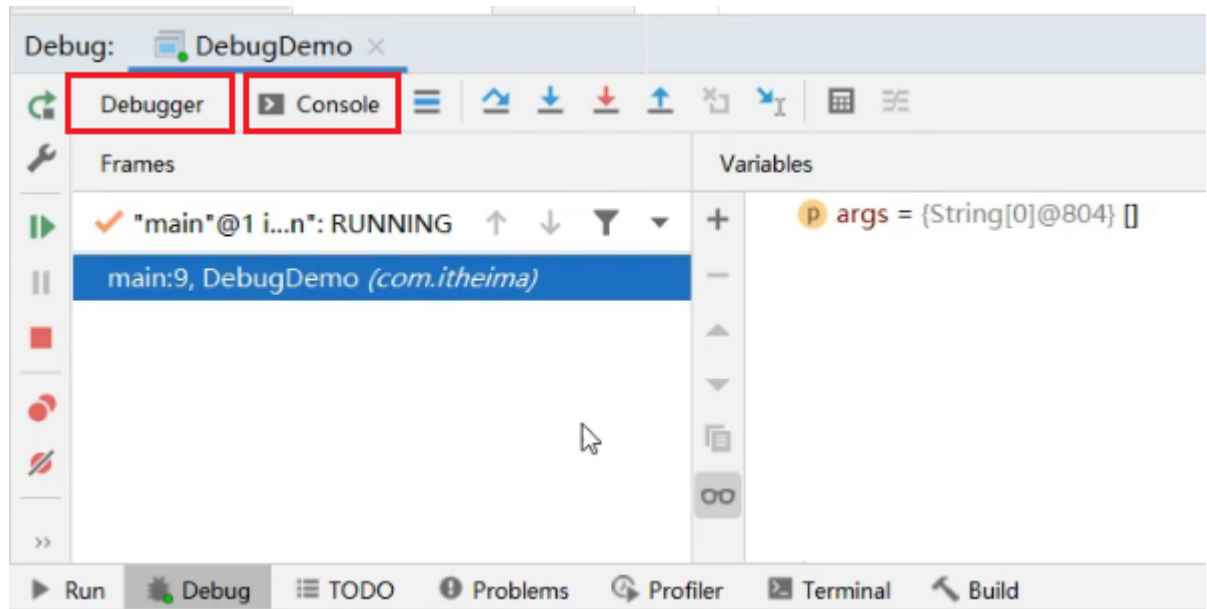 Debug: DebugDemo
Debugger Console
Frames Variables
"main"@1 i...n": RUNNING
p args = {String[0]@804} []
main:9, DebugDemo (com.itheima)
Run Debug TODO Problems Profiler Terminal Build